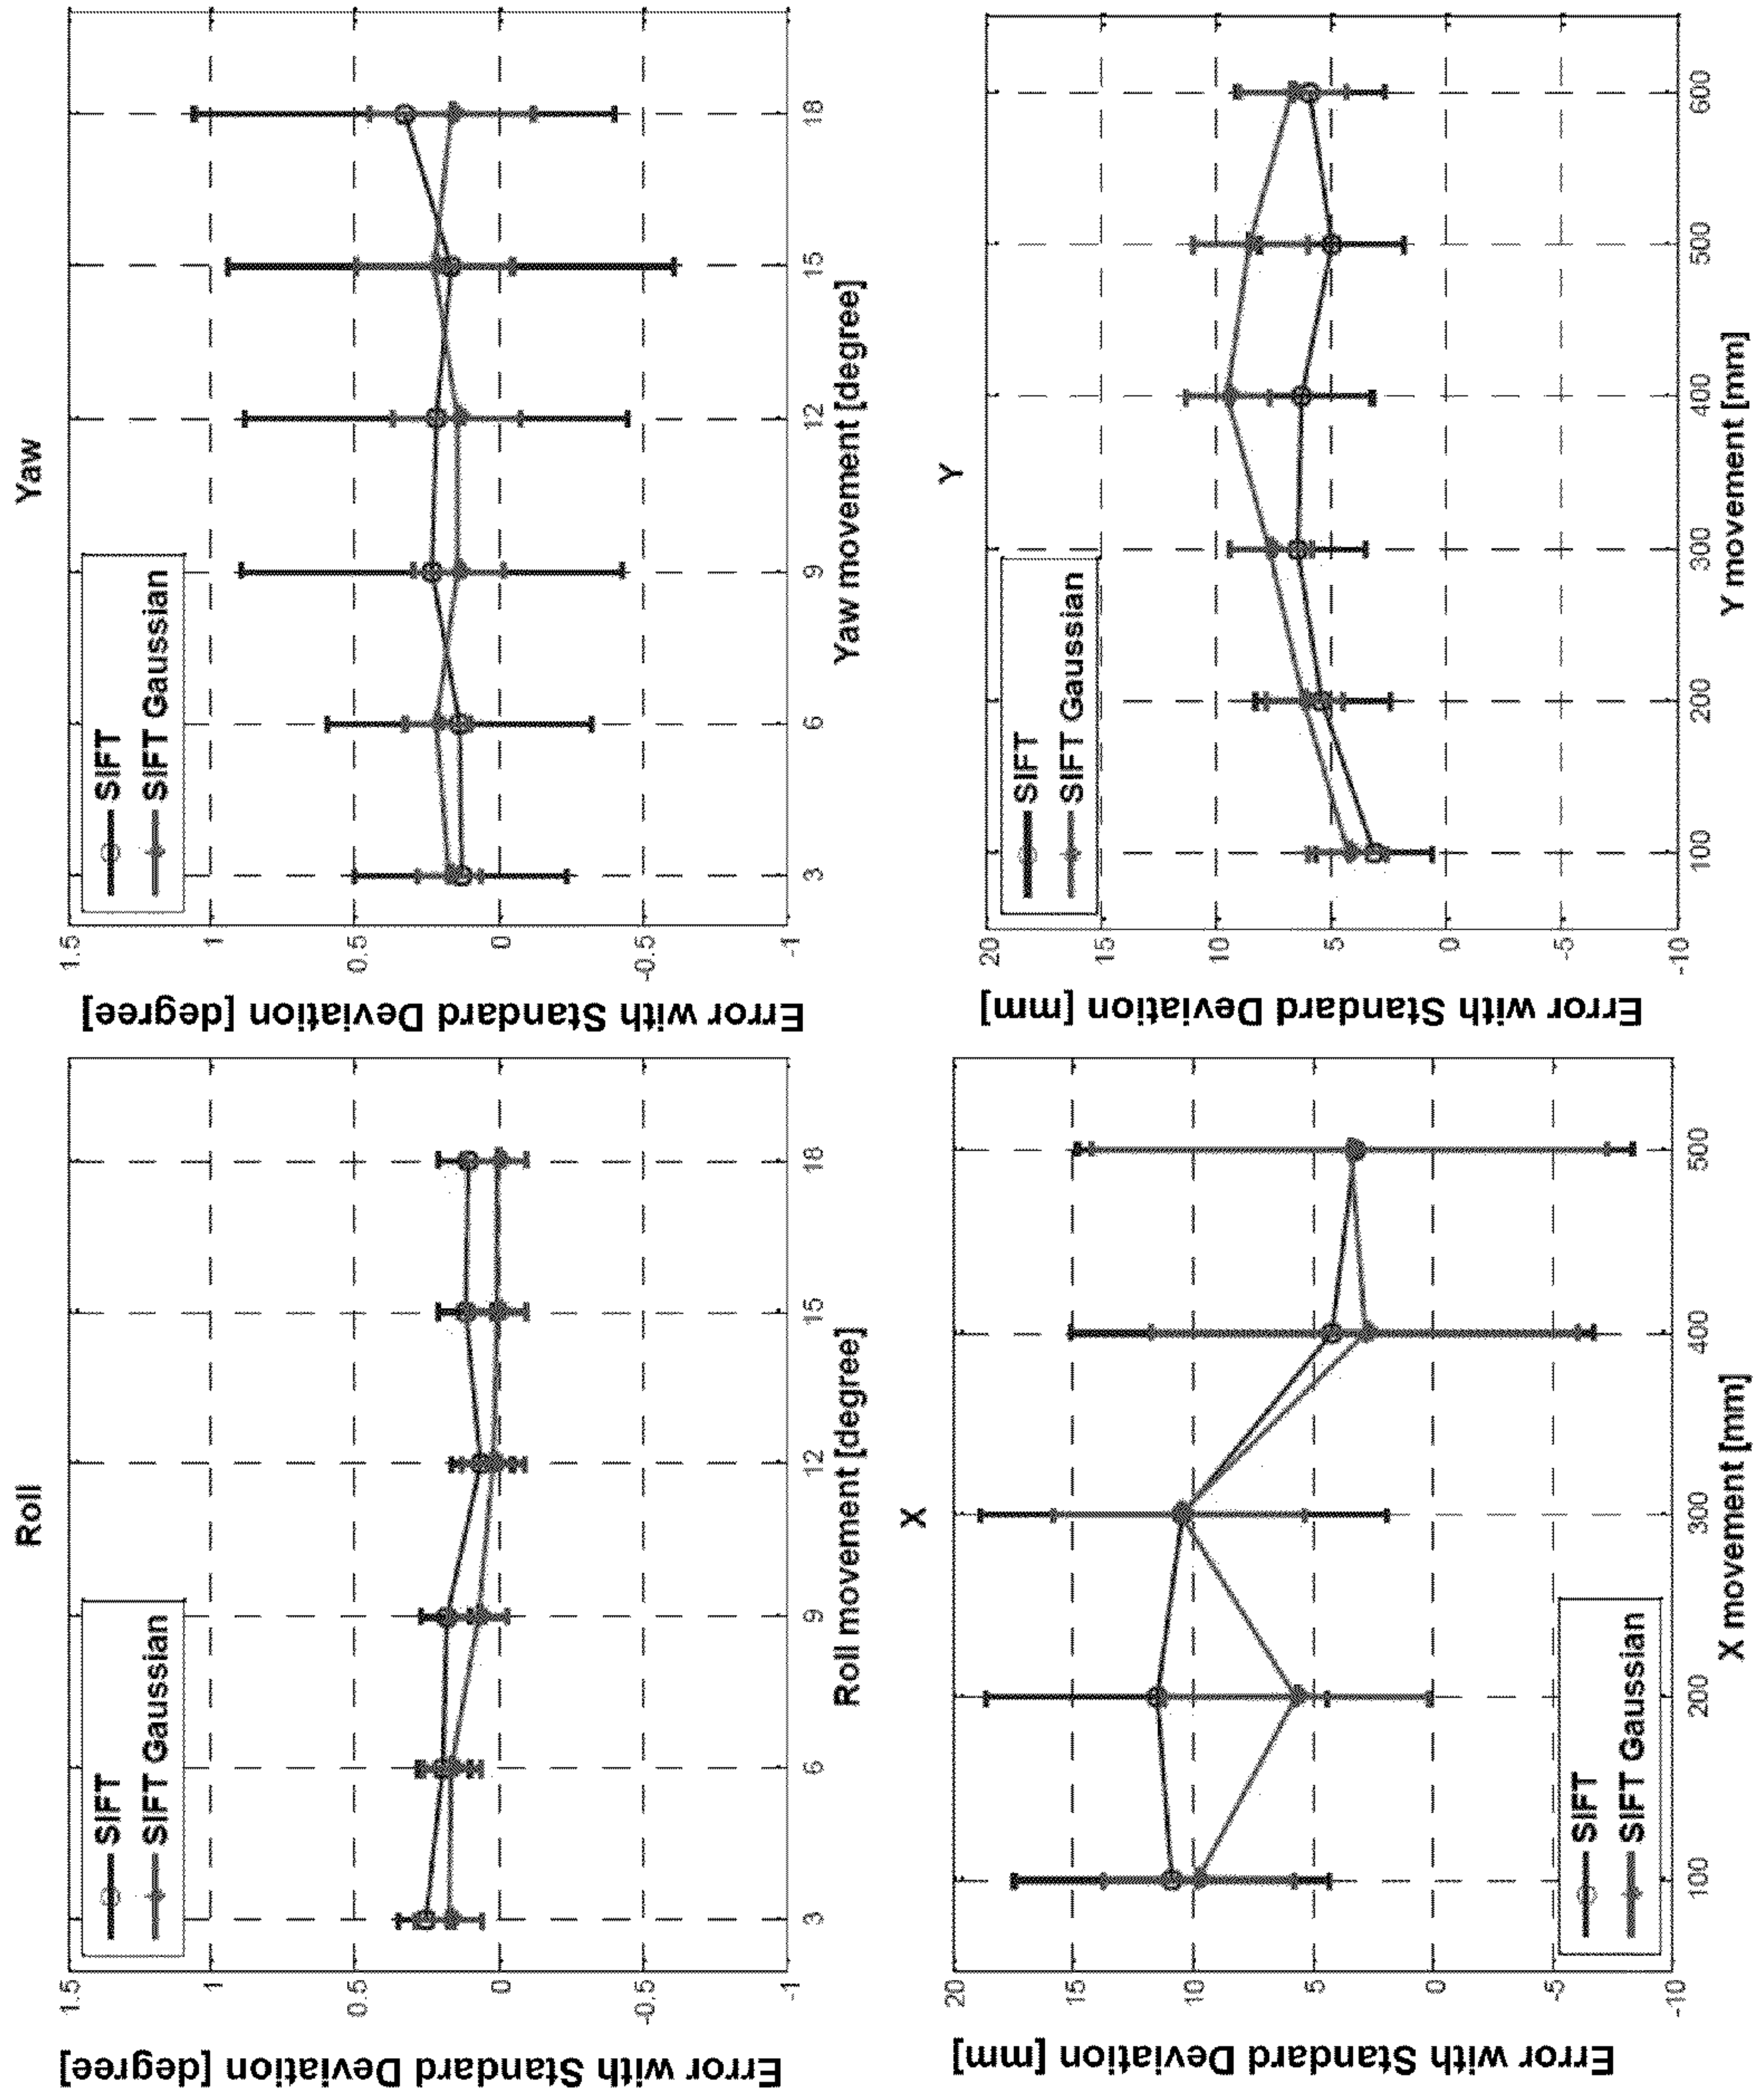 Roll
Error with Standard Deviation [degree]
1.5
1
0.5
0
-0.5
-1
SIFT
SIFT Gaussian
3 6 9 12 15 18
Roll movement [degree]
Yaw
Error with Standard Deviation [degree]
1.5
1
0.5
0
-0.5
-1
SIFT
SIFT Gaussian
3 6 9 12 15 18
Yaw movement [degree]
X
Error with Standard Deviation [mm]
20
15
10
5
0
-5
-10
SIFT
SIFT Gaussian
100 200 300 400 500
X movement [mm]
Y
Error with Standard Deviation [mm]
20
15
10
5
0
-5
-10
SIFT
SIFT Gaussian
100 200 300 400 500 600
Y movement [mm]